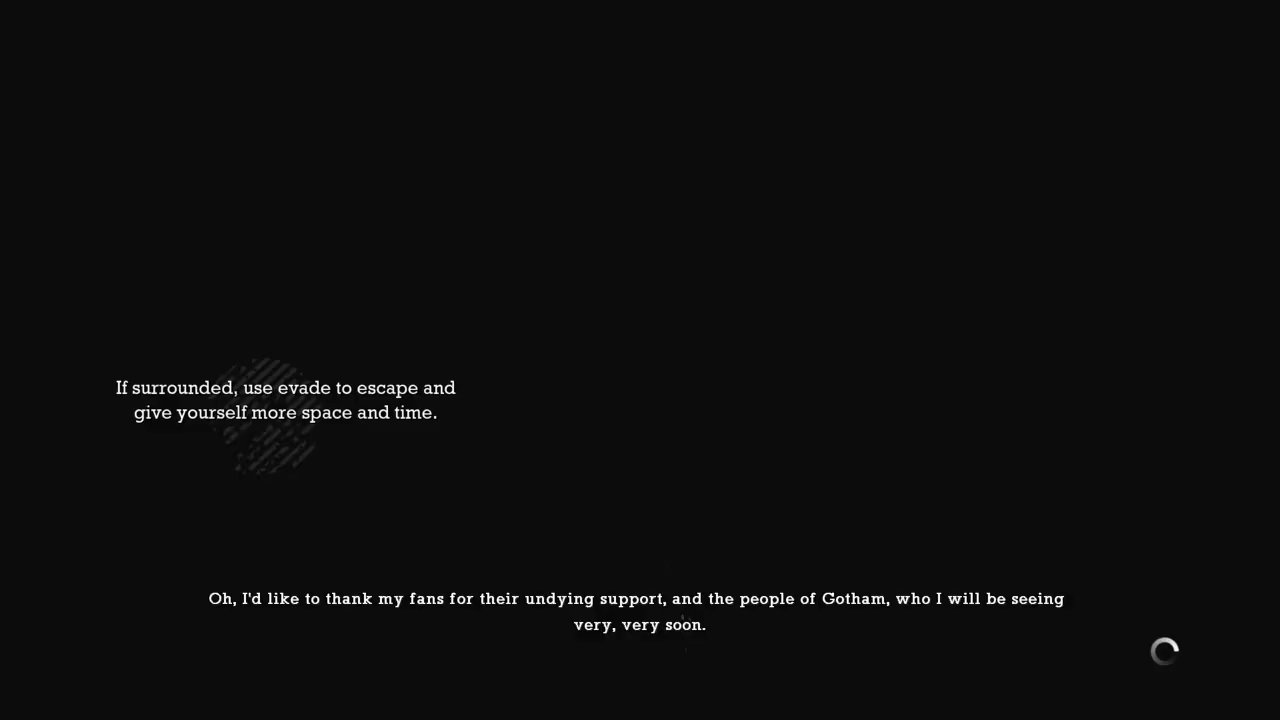 If surrounded, use evade to escape and
give yourself more space and time.
Oh, I'd like to thank my fans for their undying support, and the people of Gotham, who I will be seeing
very, very soon.